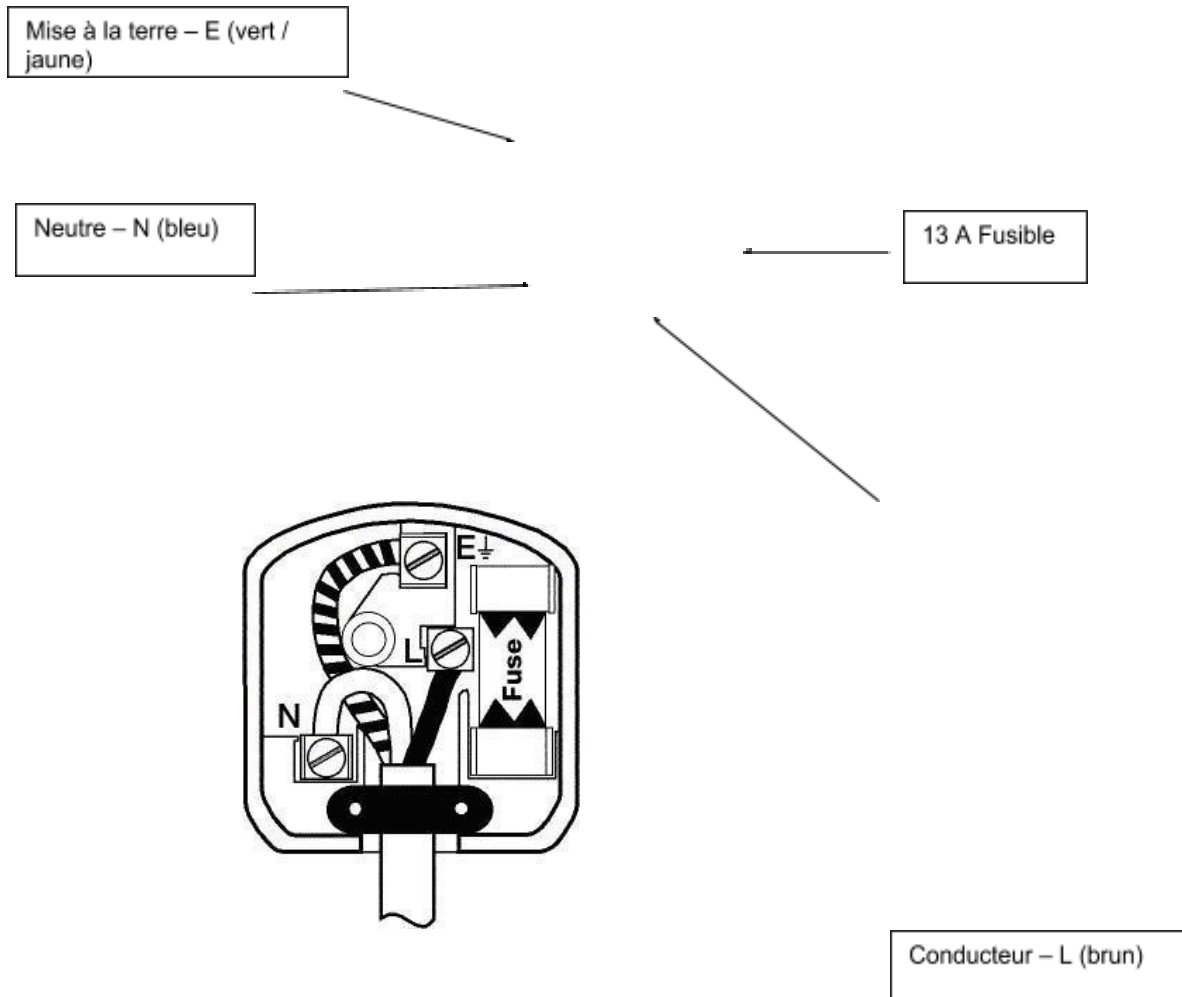 Mise à la terre – E (vert /
jaune)
Neutre – N (bleu)
13 A Fusible
E
L
Fuse
N
Conducteur – L (brun)